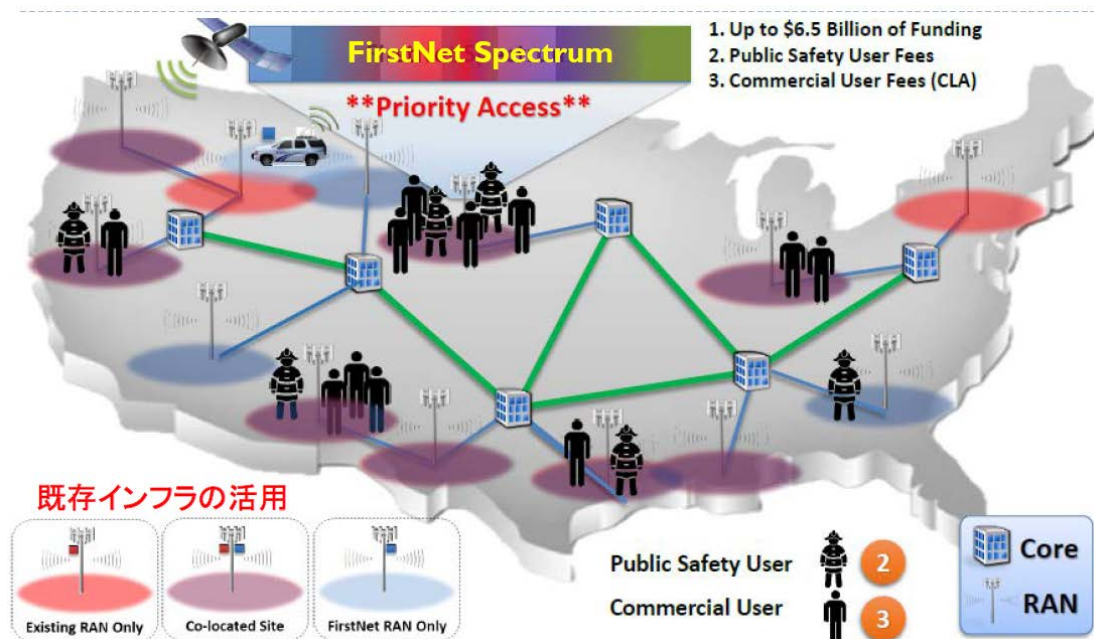 FirstNet Spectrum
**Priority Access**
1. Up to $6.5 Billion of Funding
2. Public Safety User Fees
3. Commercial User Fees (CLA)
既存インフラの活用
Existing RAN Only
Co-located Site
FirstNet RAN Only
Public Safety User
2
Commercial User
3
Core
RAN